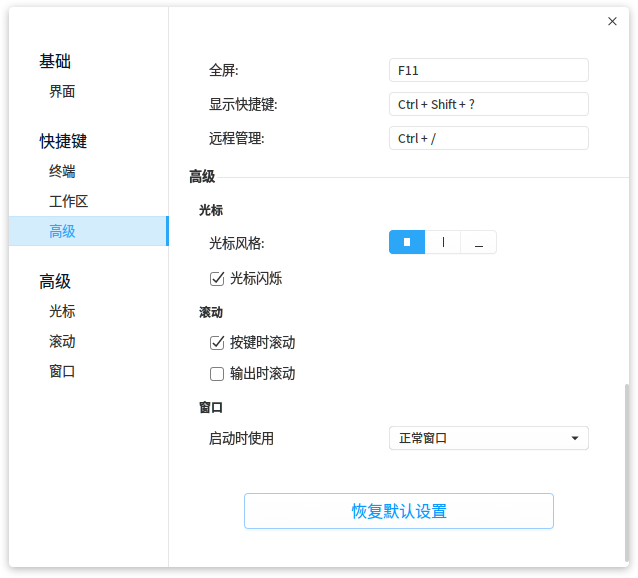 基础
界面
快捷键
终端
工作区
高级
高级
光标
滚动
窗口
全屏: F11
显示快捷键: Ctrl + Shift + ?
远程管理: Ctrl + /
高级
光标
光标风格:
光标闪烁
滚动
按键时滚动
输出时滚动
窗口
启动时使用 正常窗口
恢复默认设置